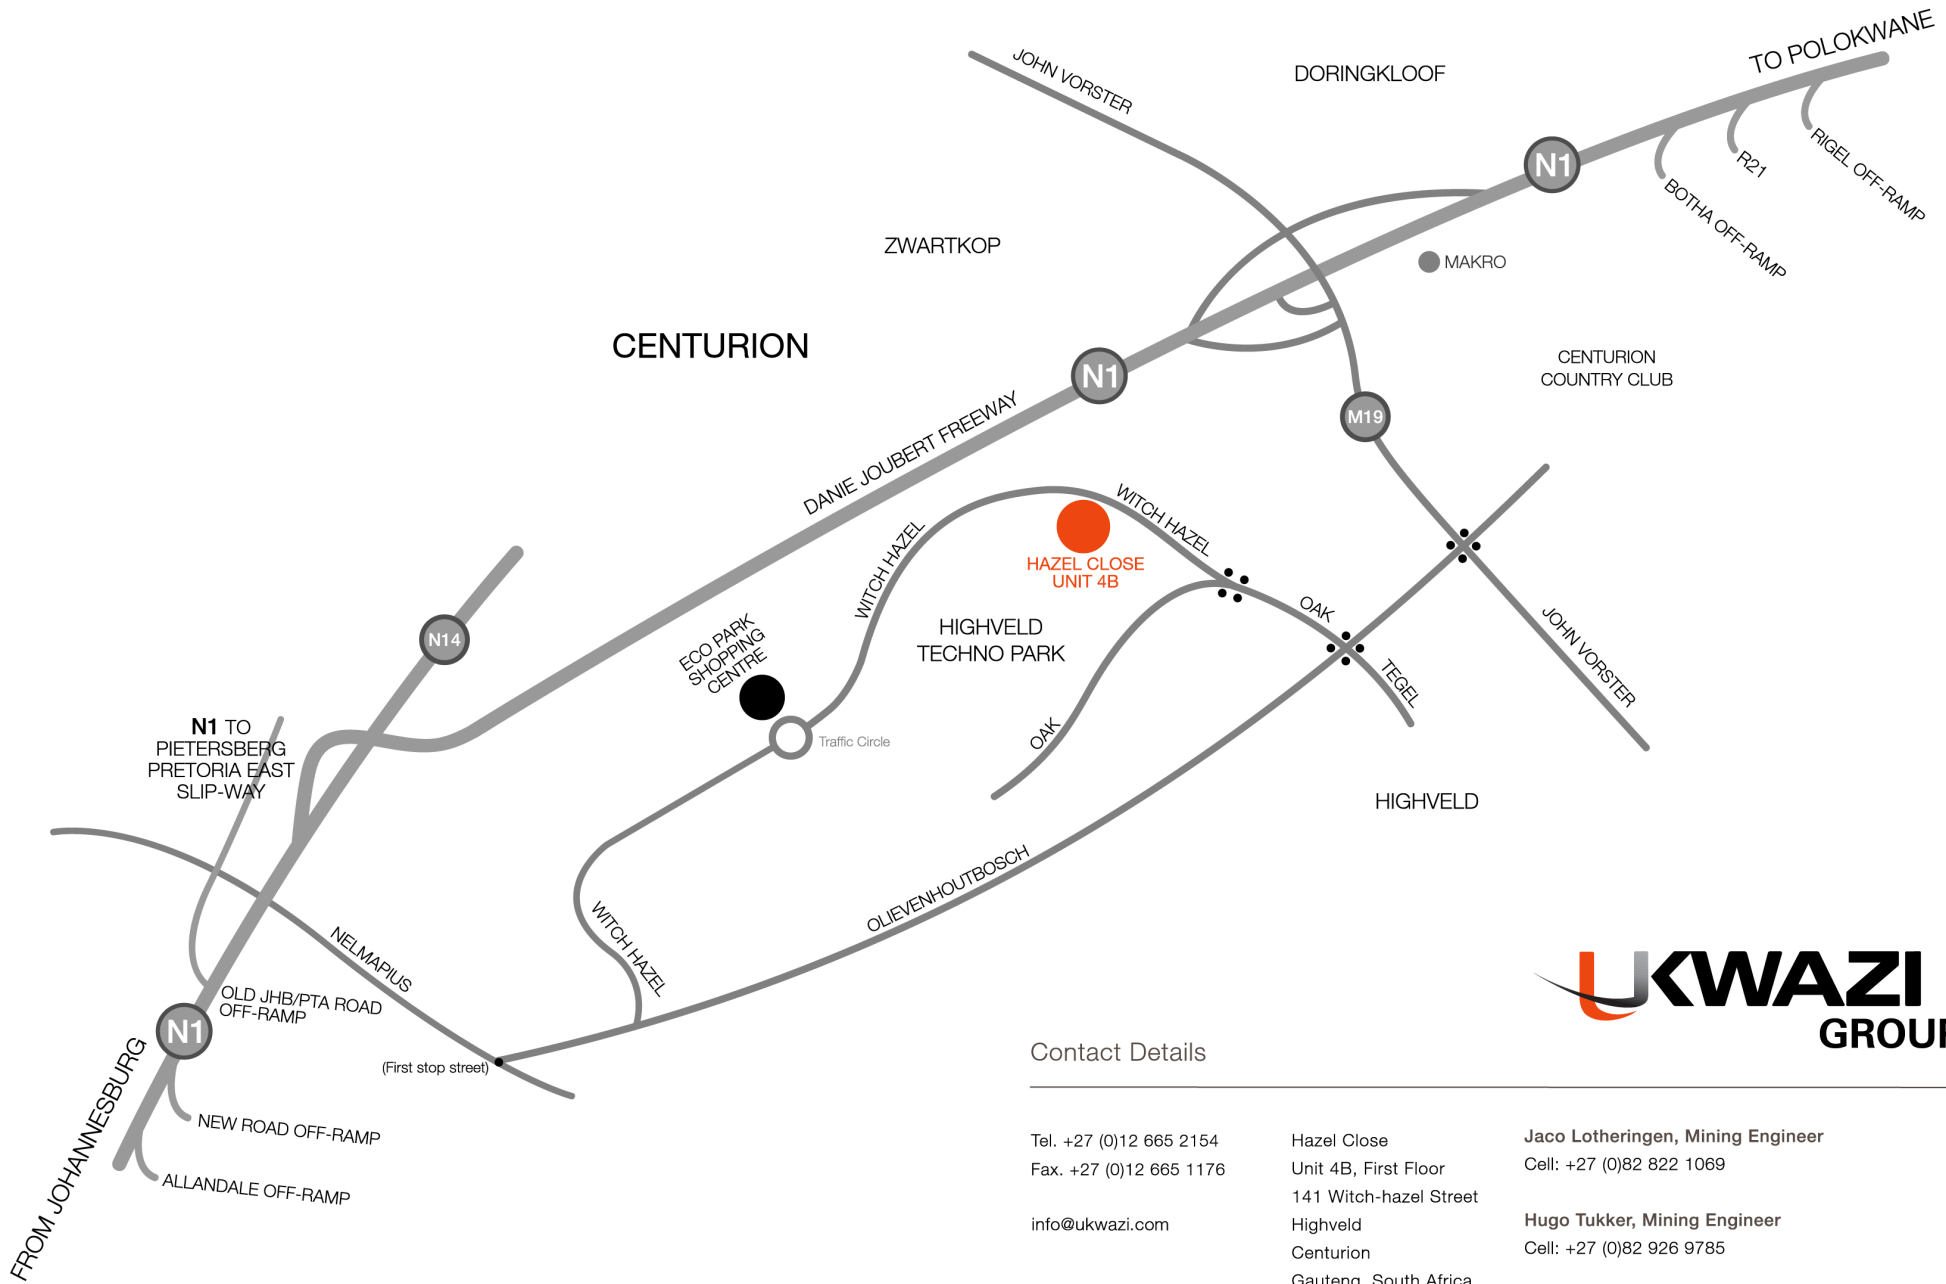 TO POLOKWANE
JOHN VORSTER
DORINGKLOOF
N1
RIGEL OFF-RAMP
R21
BOTHA OFF-RAMP
ZWARTKOP
MAKRO
CENTURION
CENTURION
COUNTRY CLUB
N1
M19
DANIE JOUBERT FREEWAY
WITCH HAZEL
WITCH HAZEL
HAZEL CLOSE
UNIT 4B
OAK
HIGHVELD
TECHNO PARK
JOHN VORSTER
N14
ECO PARK
SHOPPING
CENTRE
TEGEL
OAK
Traffic Circle
N1 TO
PIETERSBERG
PRETORIA EAST
SLIP-WAY
HIGHVELD
OLIEVENHOUTBOSCH
WITCH HAZEL
NELMAPIUS
OLD JHB/PTA ROAD
OFF-RAMP
N1
(First stop street)
FROM JOHANNESBURG
NEW ROAD OFF-RAMP
ALLANDALE OFF-RAMP
UKWAZI
GROUP
Contact Details
Tel. +27 (0)12 665 2154
Fax. +27 (0)12 665 1176
info@ukwazi.com
Hazel Close
Unit 4B, First Floor
141 Witch-hazel Street
Highveld
Centurion
Gauteng, South Africa
Jaco Lotheringen, Mining Engineer
Cell: +27 (0)82 822 1069
Hugo Tukker, Mining Engineer
Cell: +27 (0)82 926 9785